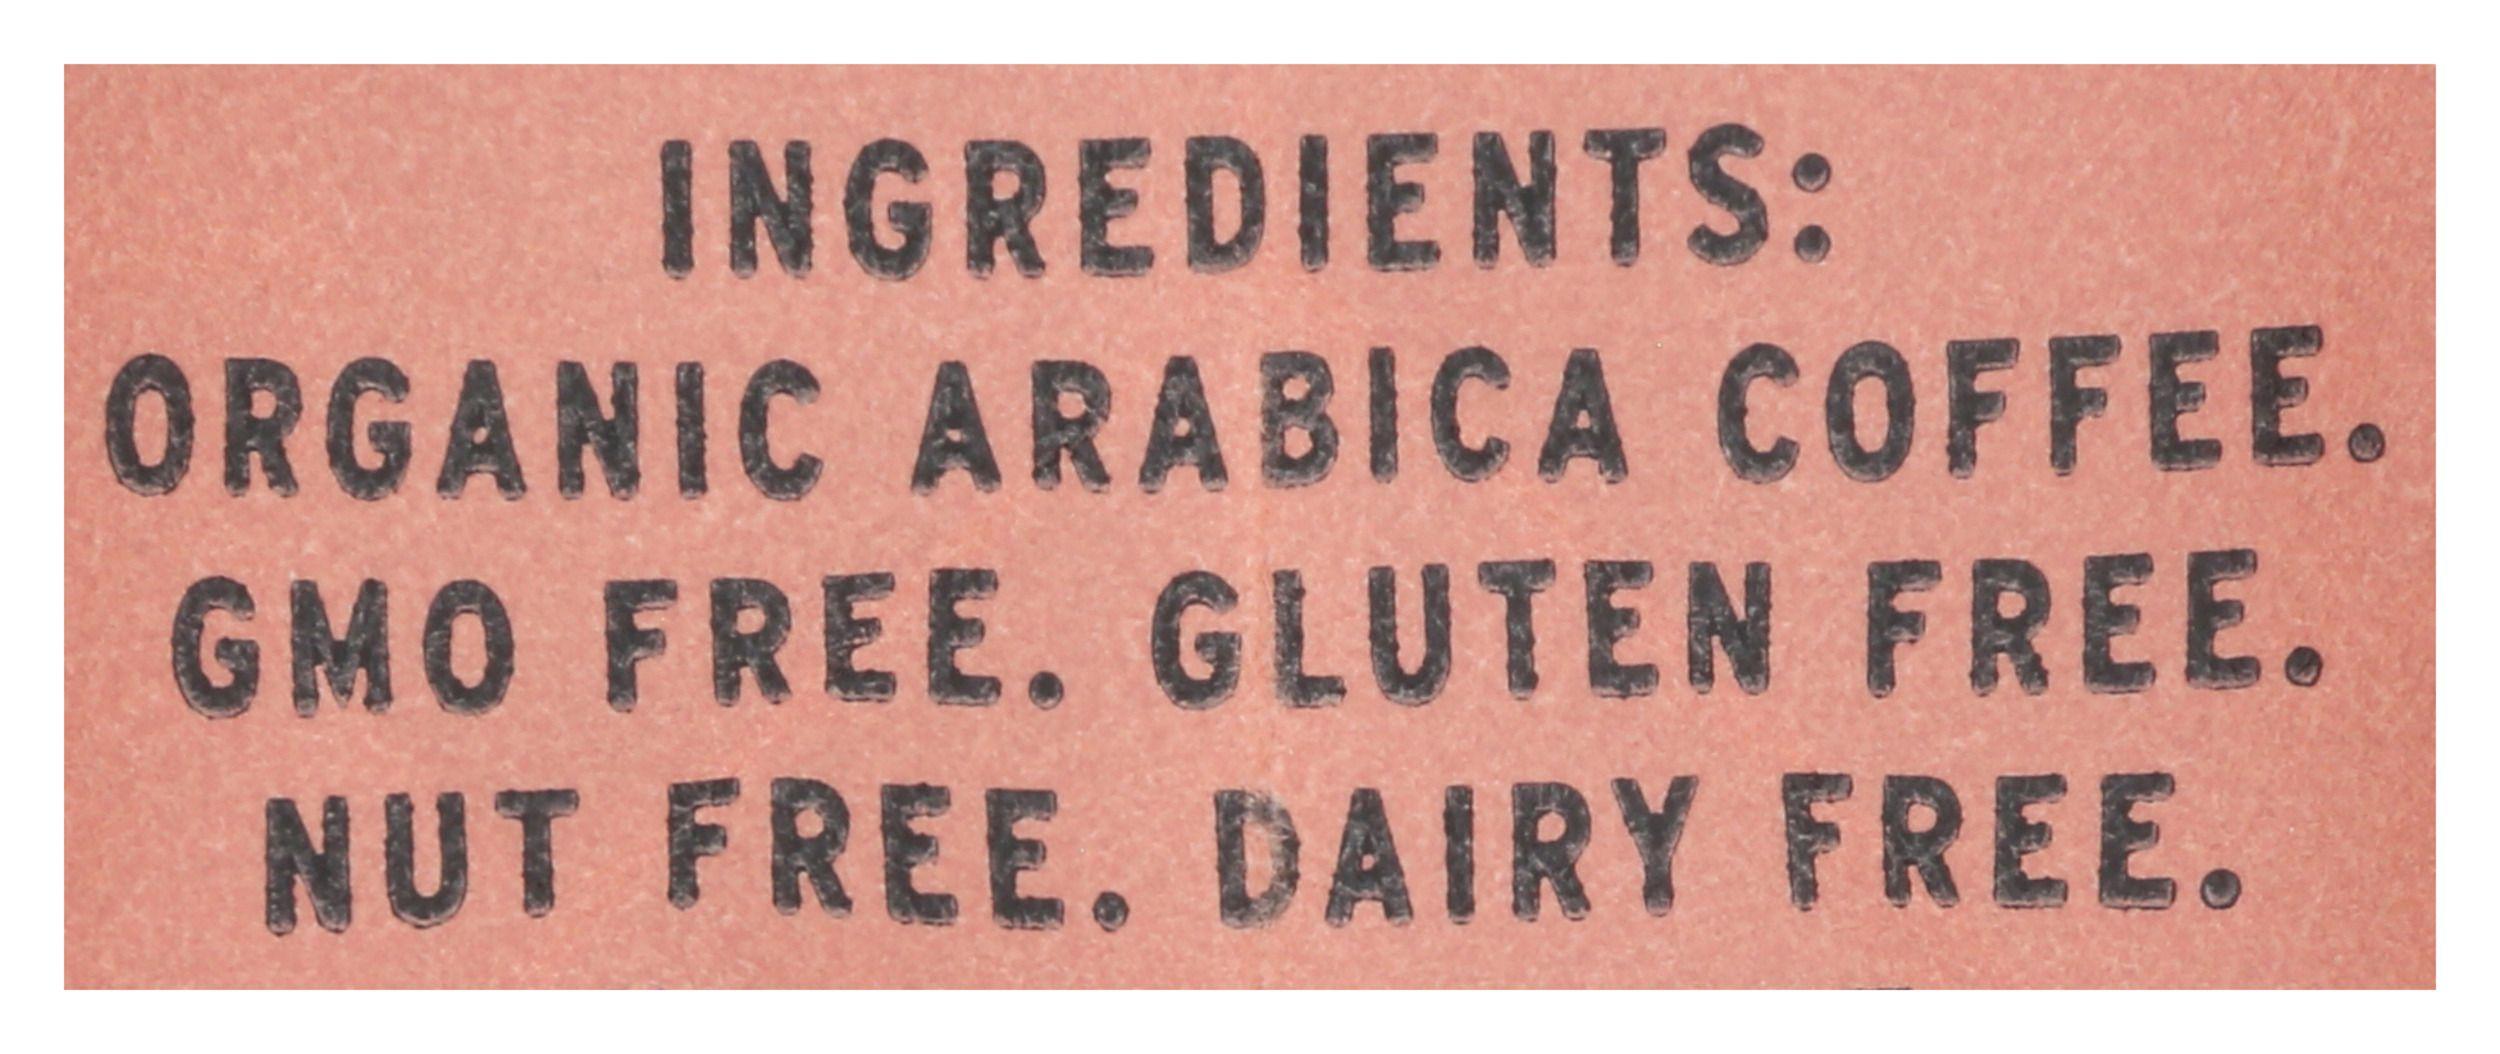 INGREDIENTS:
ORGANIC ARABICA COFFEE.
GMO FREE. GLUTEN FREE.
NUT FREE. DAIRY FREE.